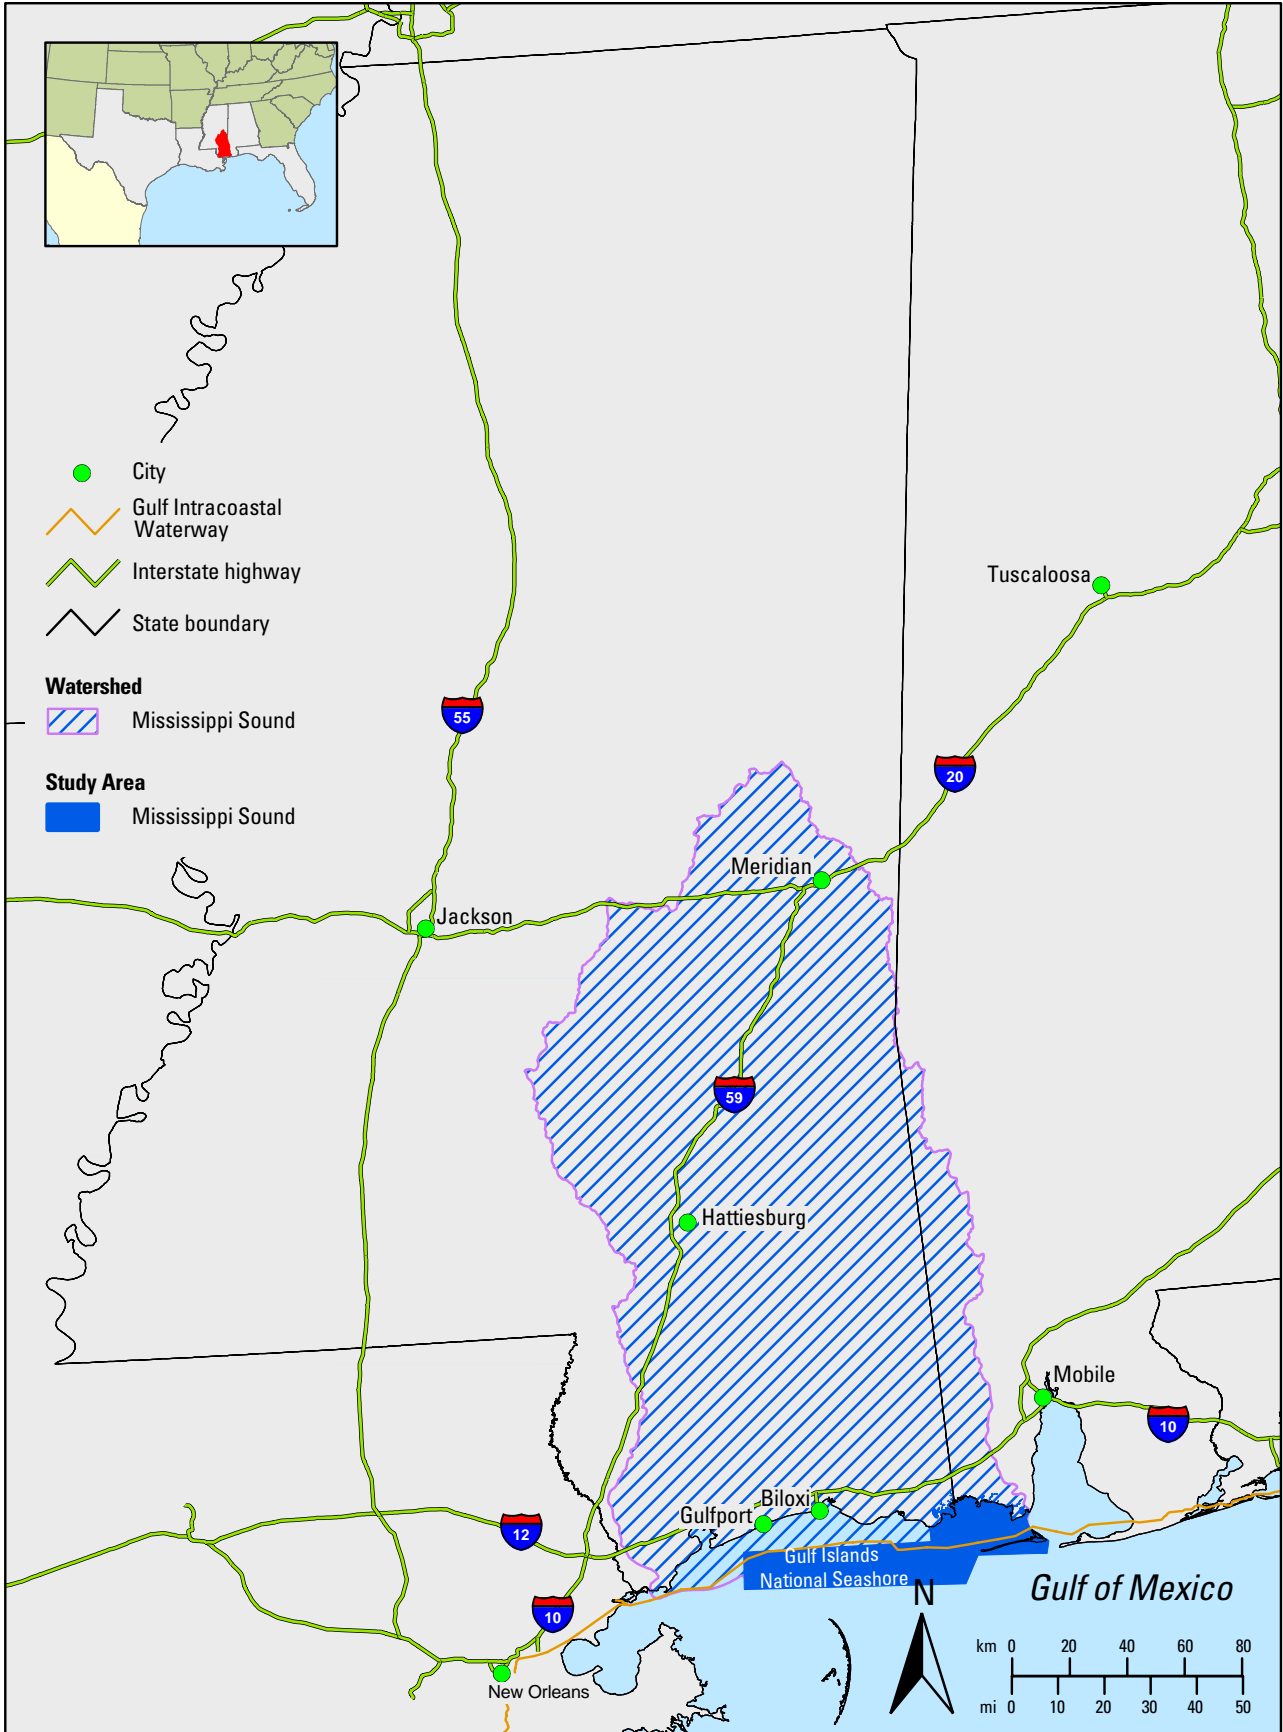 City
Gulf Intracoastal
Waterway
Interstate highway
State boundary
Watershed
Mississippi Sound
Study Area
Mississippi Sound
Tuscaloosa
55
20
Meridian
Jackson
59
Hattiesburg
Mobile
10
Biloxi
Gulfport
12
Gulf Islands
National Seashore
Gulf of Mexico
N
10
New Orleans
km 0 20 40 60 80
mi 0 10 20 30 40 50